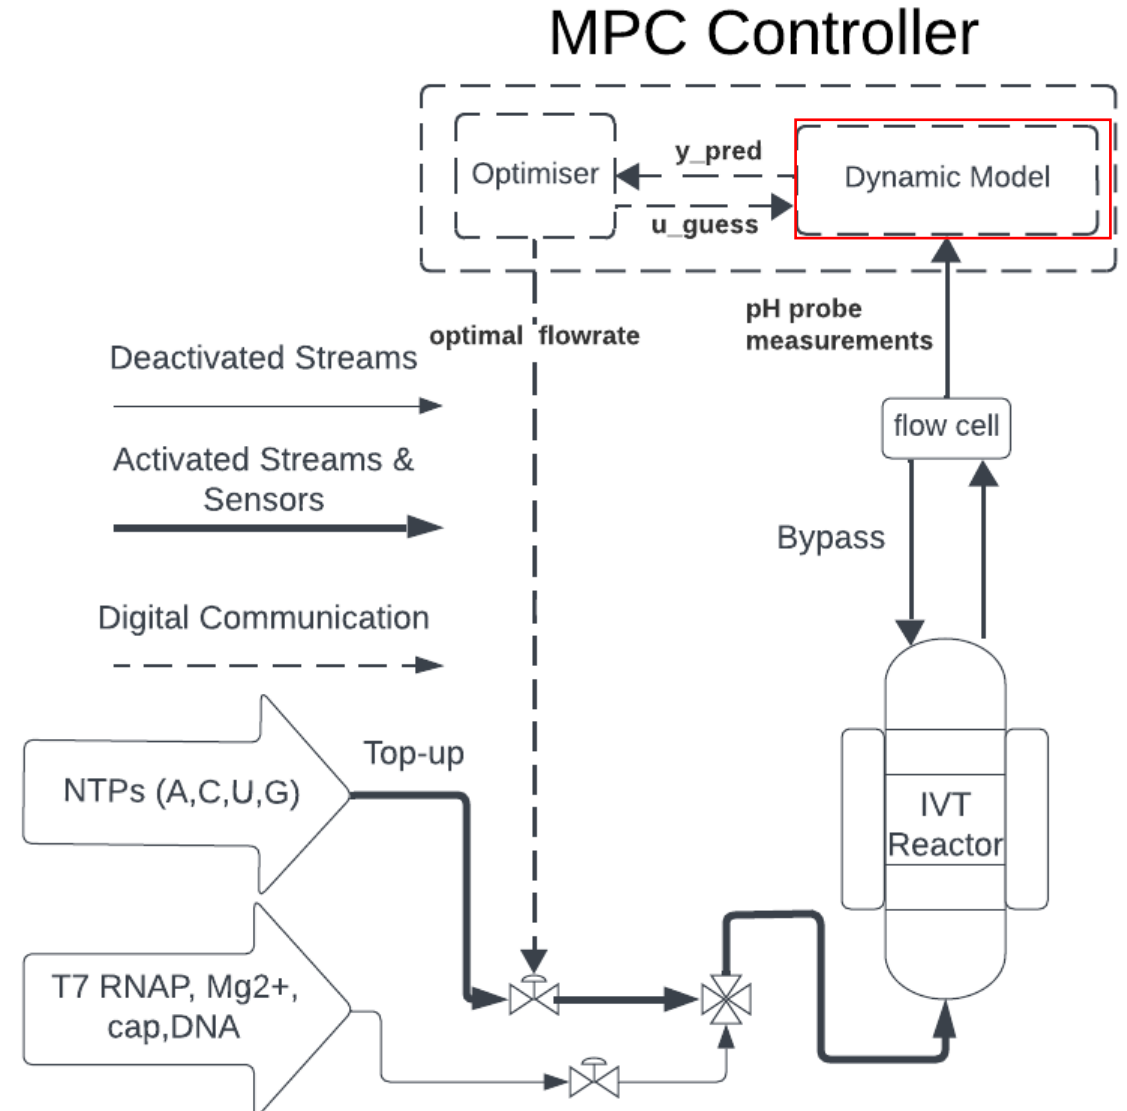 MPC Controller
Optimiser
y_pred
u_guess
Dynamic Model
optimal flowrate
pH probe
measurements
Deactivated Streams
Activated Streams &
Sensors
Digital Communication
flow cell
Bypass
NTPs (A,C,U,G)
Top-up
IVT
Reactor
T7 RNAP, Mg2+,
cap,DNA